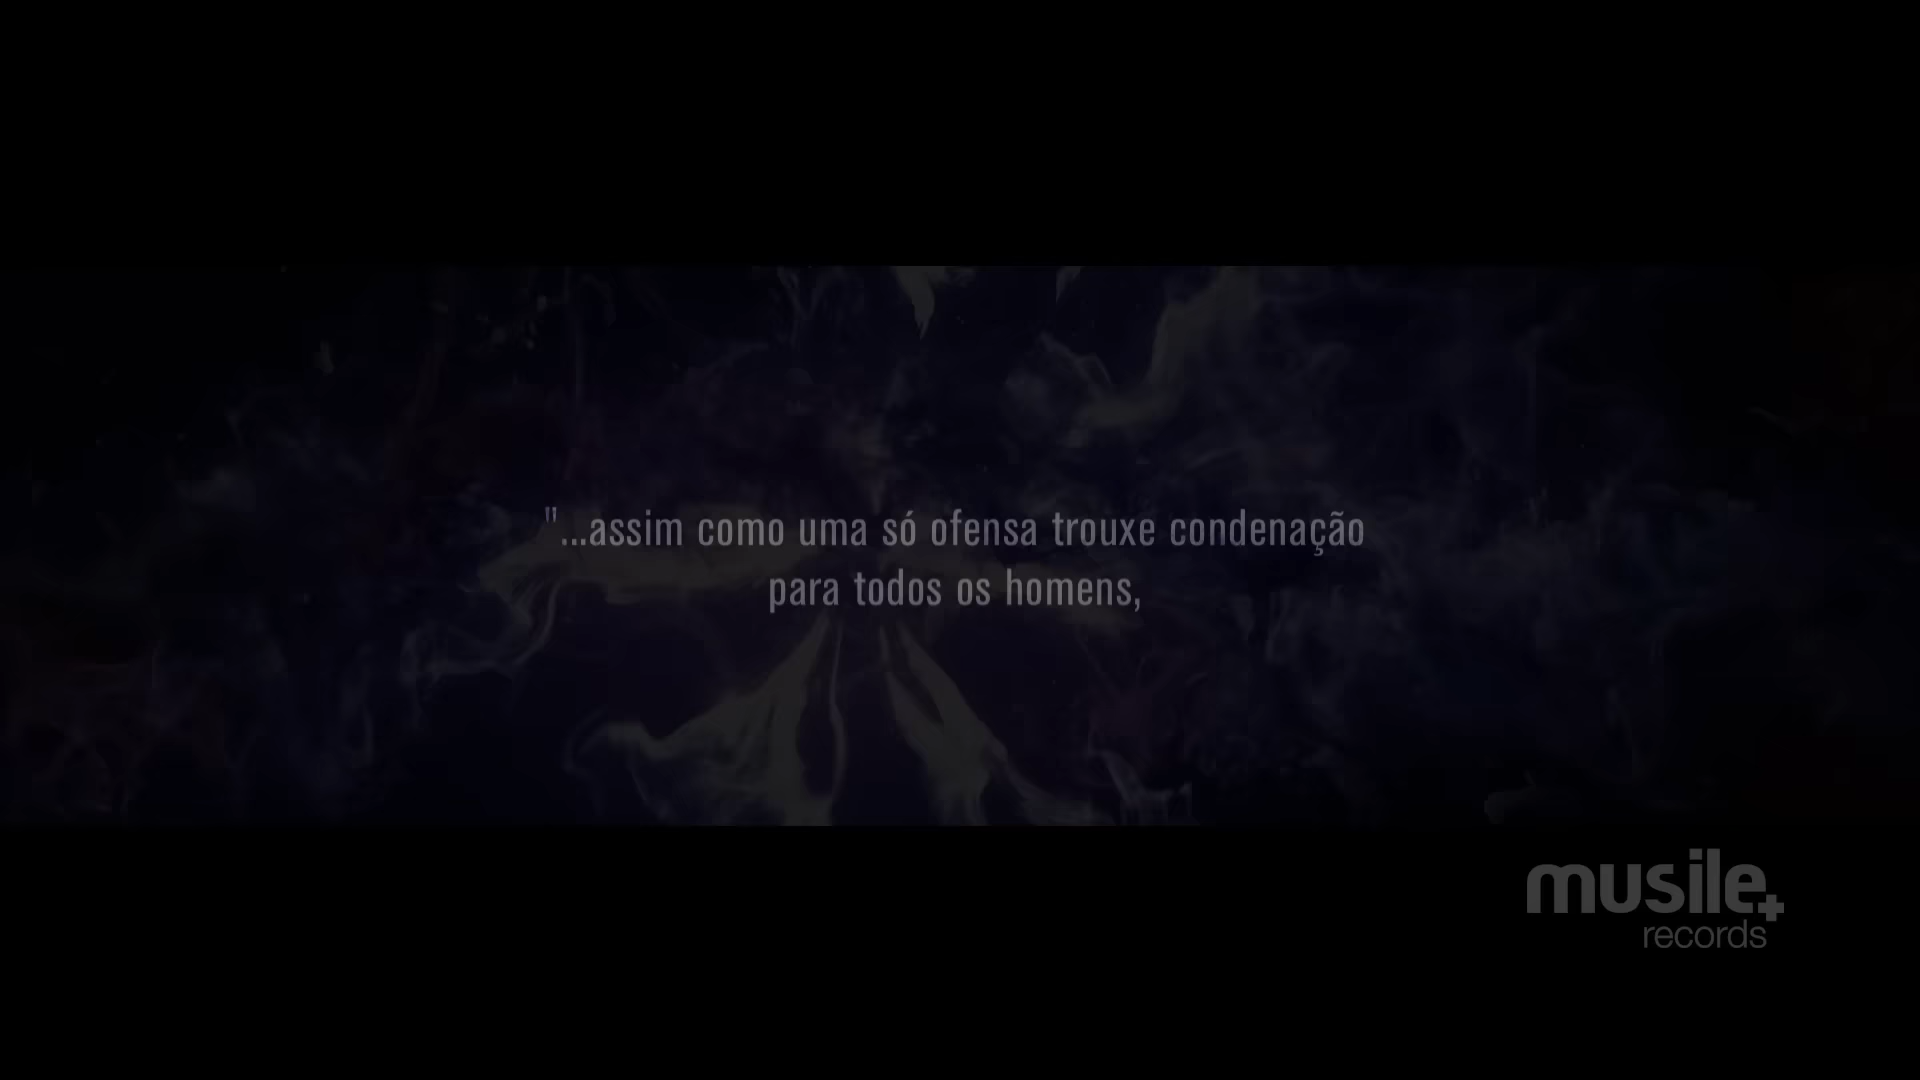 "...assim como uma só ofensa trouxe condenação
para todos os homens,
musile+
records